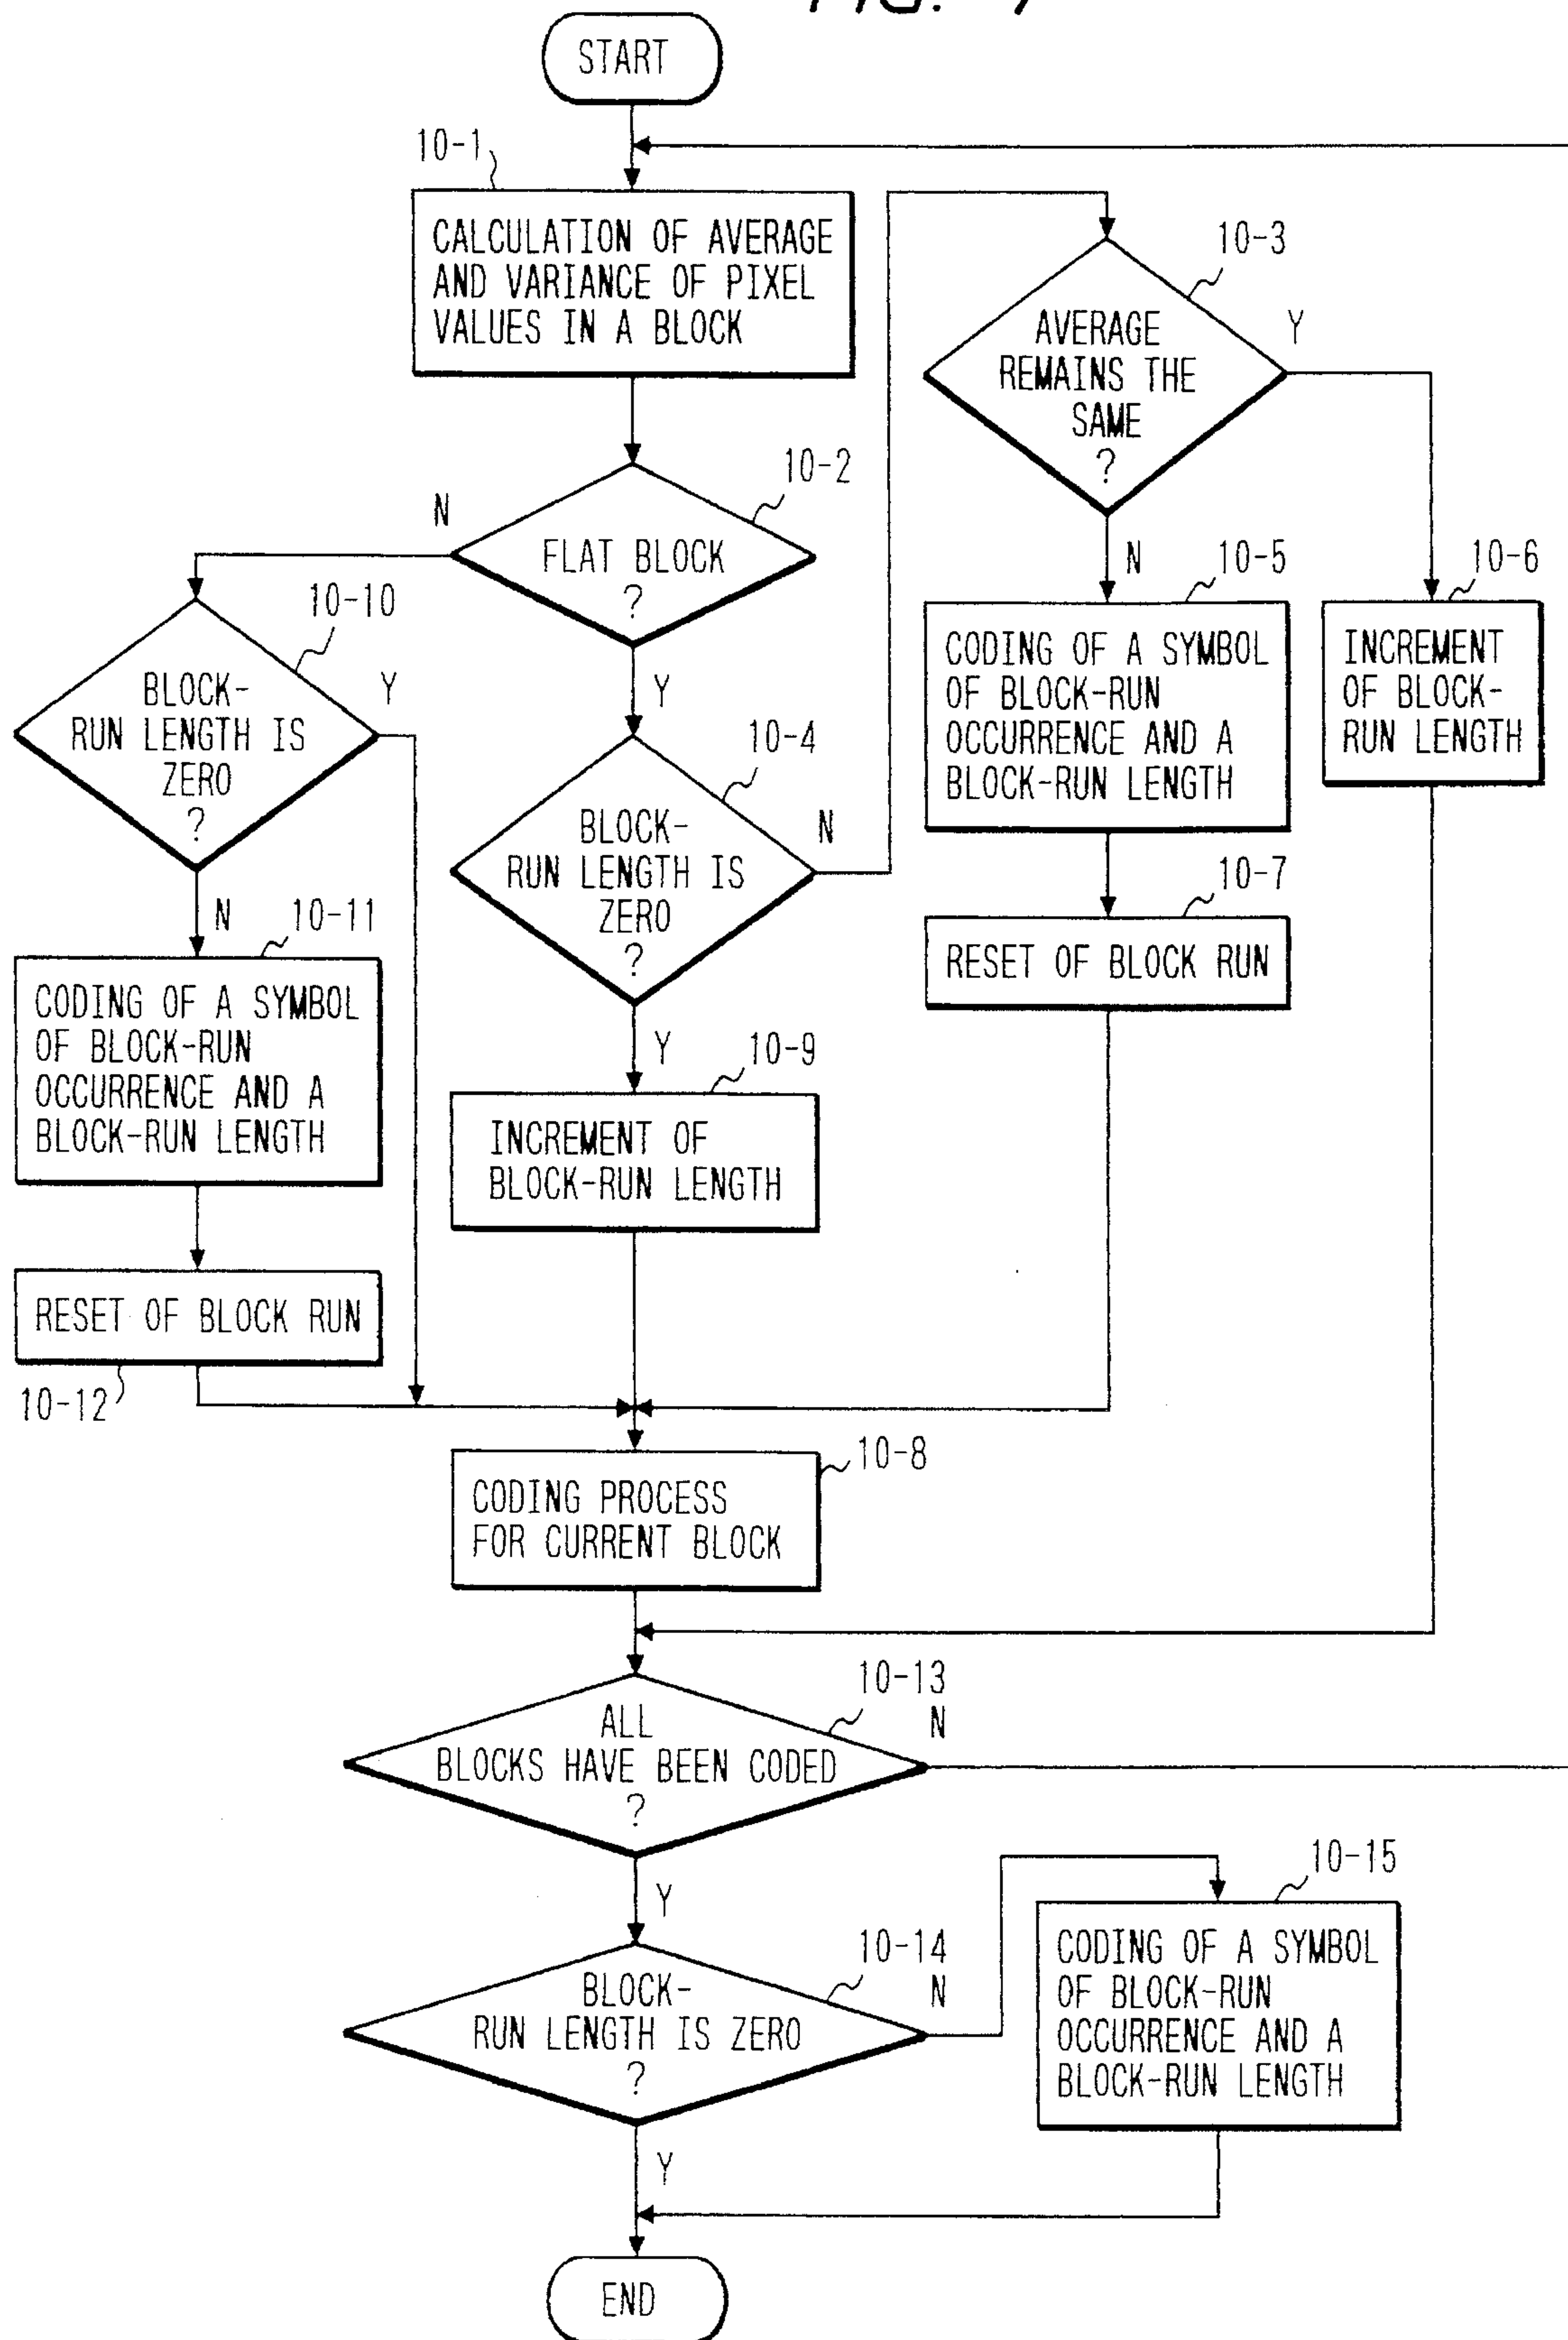 START
10-1
CALCULATION OF AVERAGE
AND VARIANCE OF PIXEL
VALUES IN A BLOCK
10-3
AVERAGE
REMAINS THE
SAME
?
Y
N
10-2
N
FLAT BLOCK
?
Y
10-10
BLOCK-
RUN LENGTH IS
ZERO
?
Y
N
10-4
BLOCK-
RUN LENGTH IS
ZERO
?
N
Y
10-5
CODING OF A SYMBOL
OF BLOCK-RUN
OCCURRENCE AND A
BLOCK-RUN LENGTH
10-6
INCREMENT
OF BLOCK-
RUN LENGTH
10-7
RESET OF BLOCK RUN
10-11
CODING OF A SYMBOL
OF BLOCK-RUN
OCCURRENCE AND A
BLOCK-RUN LENGTH
10-9
INCREMENT OF
BLOCK-RUN LENGTH
RESET OF BLOCK RUN
10-12
10-8
CODING PROCESS
FOR CURRENT BLOCK
10-13
N
ALL
BLOCKS HAVE BEEN CODED
?
Y
10-14
N
BLOCK-
RUN LENGTH IS ZERO
?
Y
10-15
CODING OF A SYMBOL
OF BLOCK-RUN
OCCURRENCE AND A
BLOCK-RUN LENGTH
END